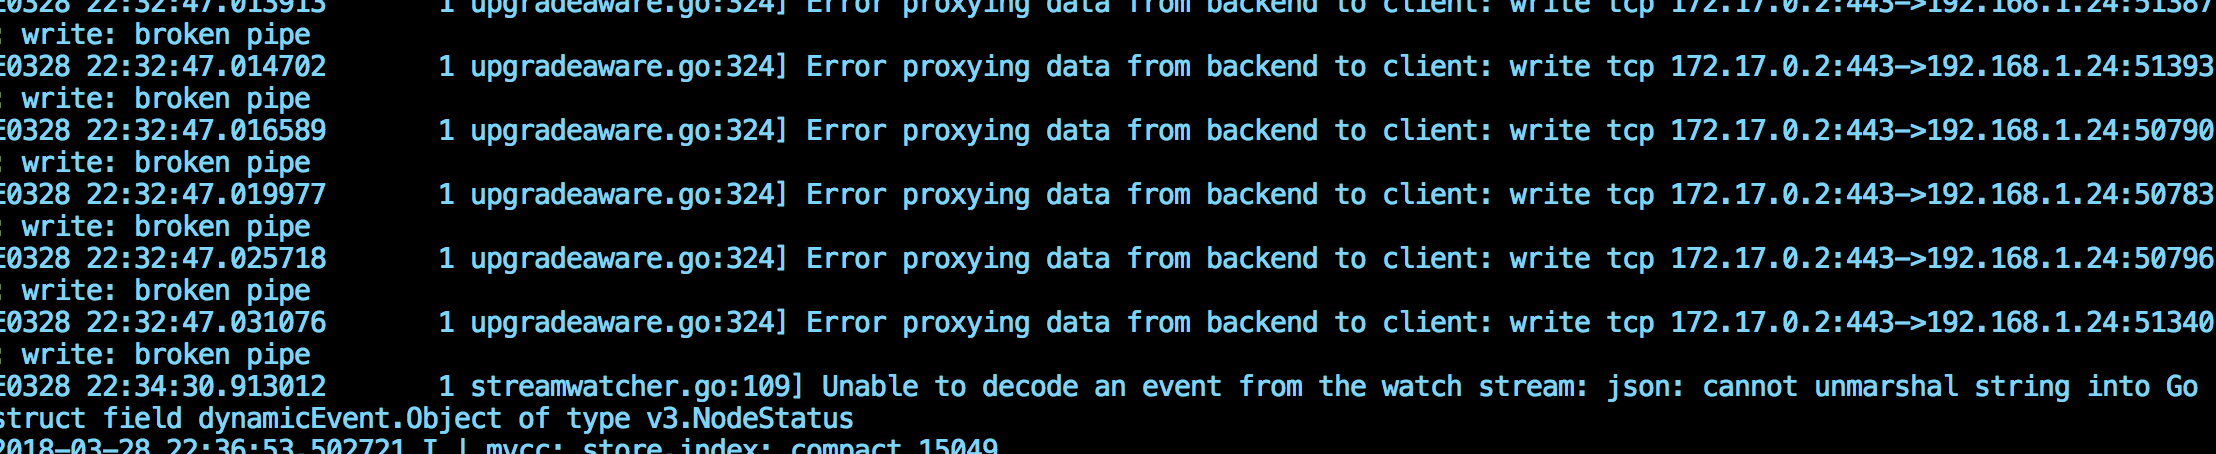 E0328 22:32:47.013913 1 upgradeaware.go:324] Error proxying data from backend to client: write tcp 172.17.0.2:443->192.168.1.24:51387
: write: broken pipe
E0328 22:32:47.014702 1 upgradeaware.go:324] Error proxying data from backend to client: write tcp 172.17.0.2:443->192.168.1.24:51393
: write: broken pipe
E0328 22:32:47.016589 1 upgradeaware.go:324] Error proxying data from backend to client: write tcp 172.17.0.2:443->192.168.1.24:50790
: write: broken pipe
E0328 22:32:47.019977 1 upgradeaware.go:324] Error proxying data from backend to client: write tcp 172.17.0.2:443->192.168.1.24:50783
: write: broken pipe
E0328 22:32:47.025718 1 upgradeaware.go:324] Error proxying data from backend to client: write tcp 172.17.0.2:443->192.168.1.24:50796
: write: broken pipe
E0328 22:32:47.031076 1 upgradeaware.go:324] Error proxying data from backend to client: write tcp 172.17.0.2:443->192.168.1.24:51340
: write: broken pipe
E0328 22:34:30.913012 1 streamwatcher.go:109] Unable to decode an event from the watch stream: json: cannot unmarshal string into Go
struct field dynamicEvent.Object of type v3.NodeStatus
2018-03-28 22:36:53.502721 I | mvcc: store.index: compact 15049